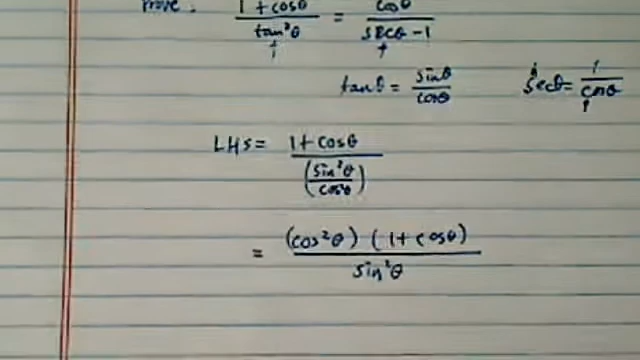 Prove: (1 + cosθ)/(tan²θ) = cosθ/(secθ - 1)
tanθ = sinθ/cosθ secθ = 1/cosθ
LHS = (1 + cosθ)/(sin²θ/cos²θ)
= (cos²θ) (1 + cosθ)/sin²θ